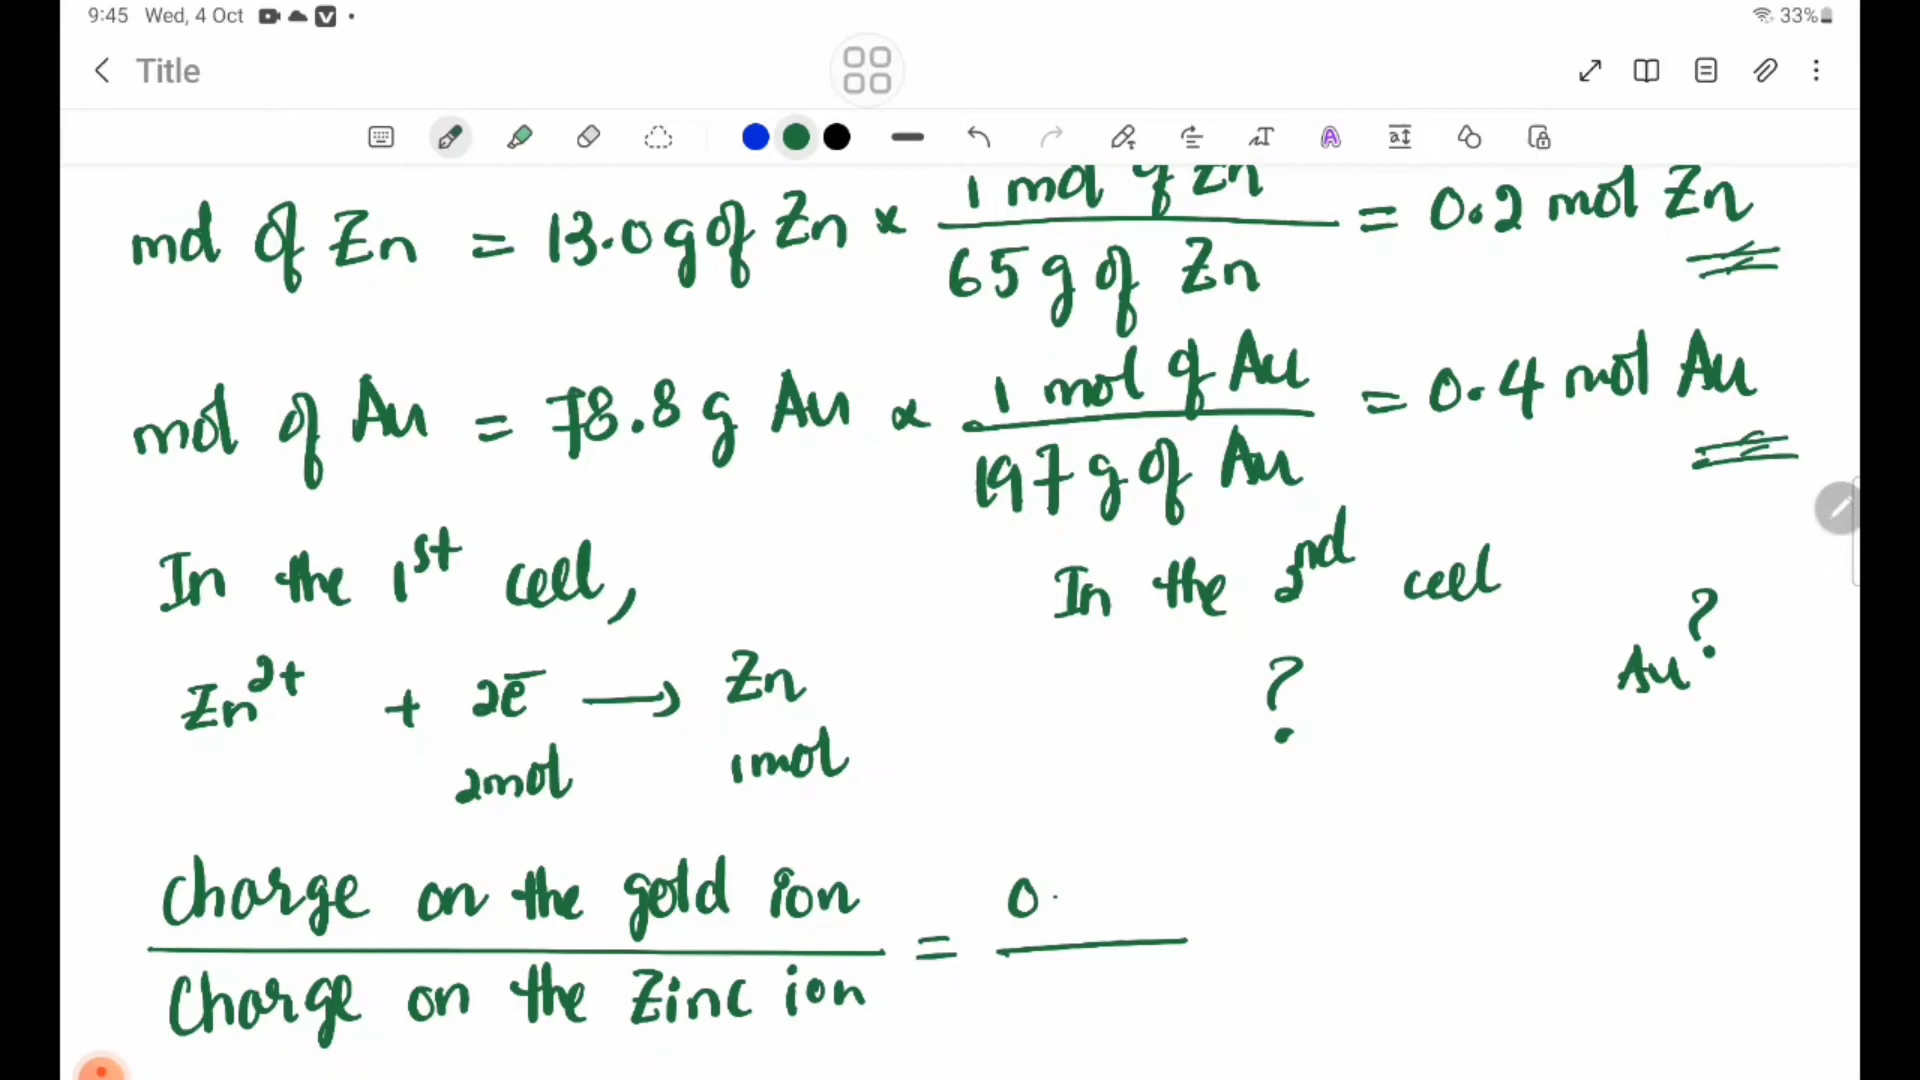 9:45 Wed, 4 Oct
33%
Title
1 mol of Zn
mol of Zn = 13.0 g of Zn × ――― = 0.2 mol Zn
65 g of Zn
1 mol of Au
mol of Au = 78.8 g Au × ――― = 0.4 mol Au
197 g of Au
In the 1st cell,
In the 2nd cell
Zn2+ + 2e- → Zn
? Au?
2mol 1mol
Charge on the gold ion
――― = 0.
Charge on the Zinc ion